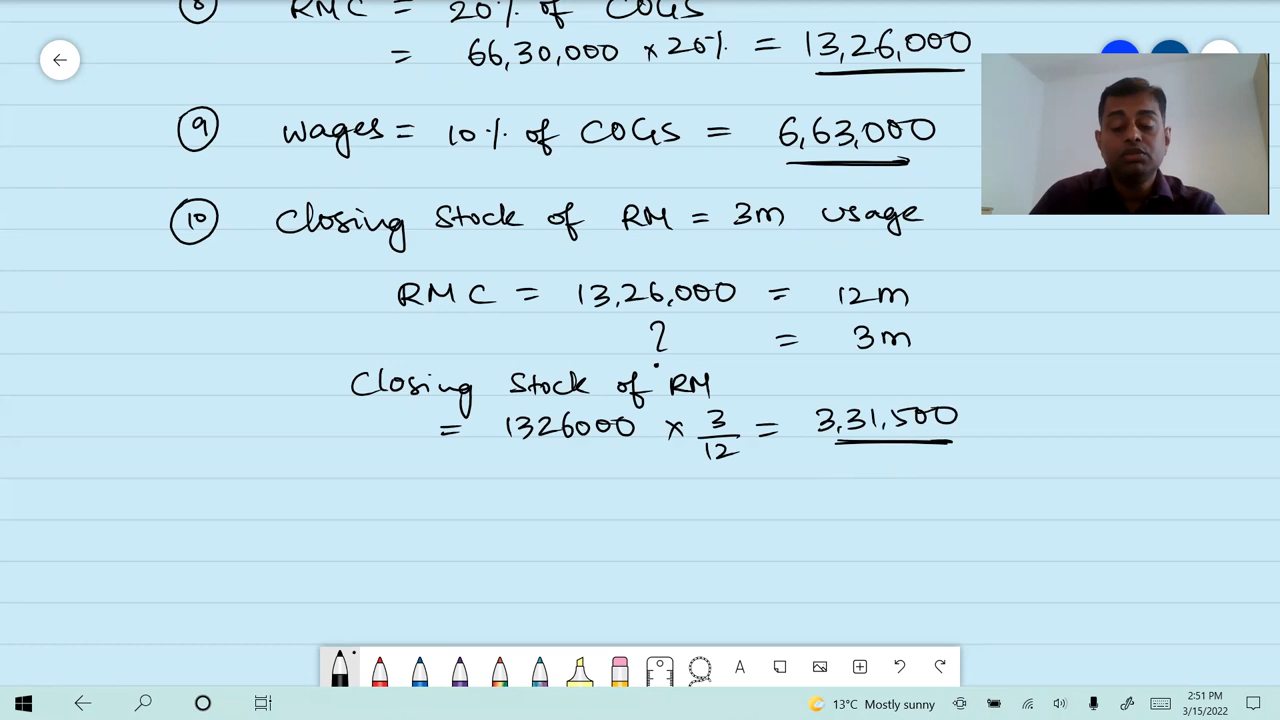 8 RMC = 20% of COGS
= 66,30,000 × 20% = 13,26,000
9 Wages = 10% of COGS = 6,63,000
10 Closing Stock of RM = 3m usage
RMC = 13,26,000 = 12m
? = 3m
Closing Stock of RM
= 1326000 × 3/12 = 3,31,500
A
13°C Mostly sunny
2:51 PM
3/15/2022